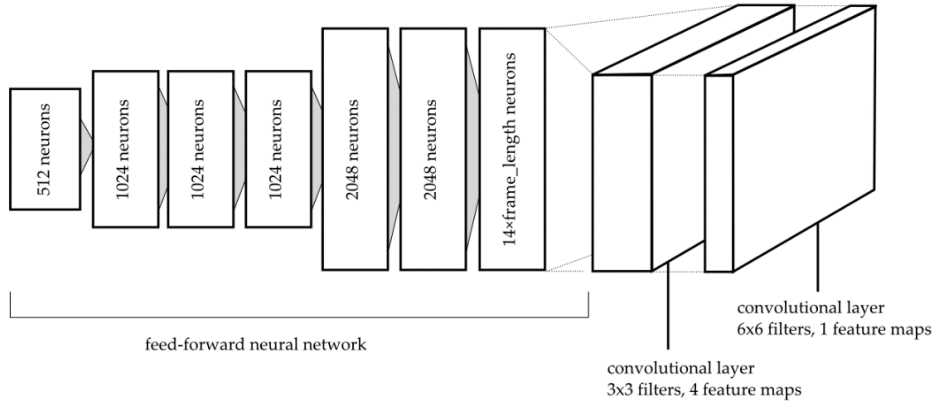 512 neurons
1024 neurons
1024 neurons
1024 neurons
2048 neurons
2048 neurons
14×frame_length neurons
feed-forward neural network
convolutional layer
6x6 filters, 1 feature maps
convolutional layer
3x3 filters, 4 feature maps